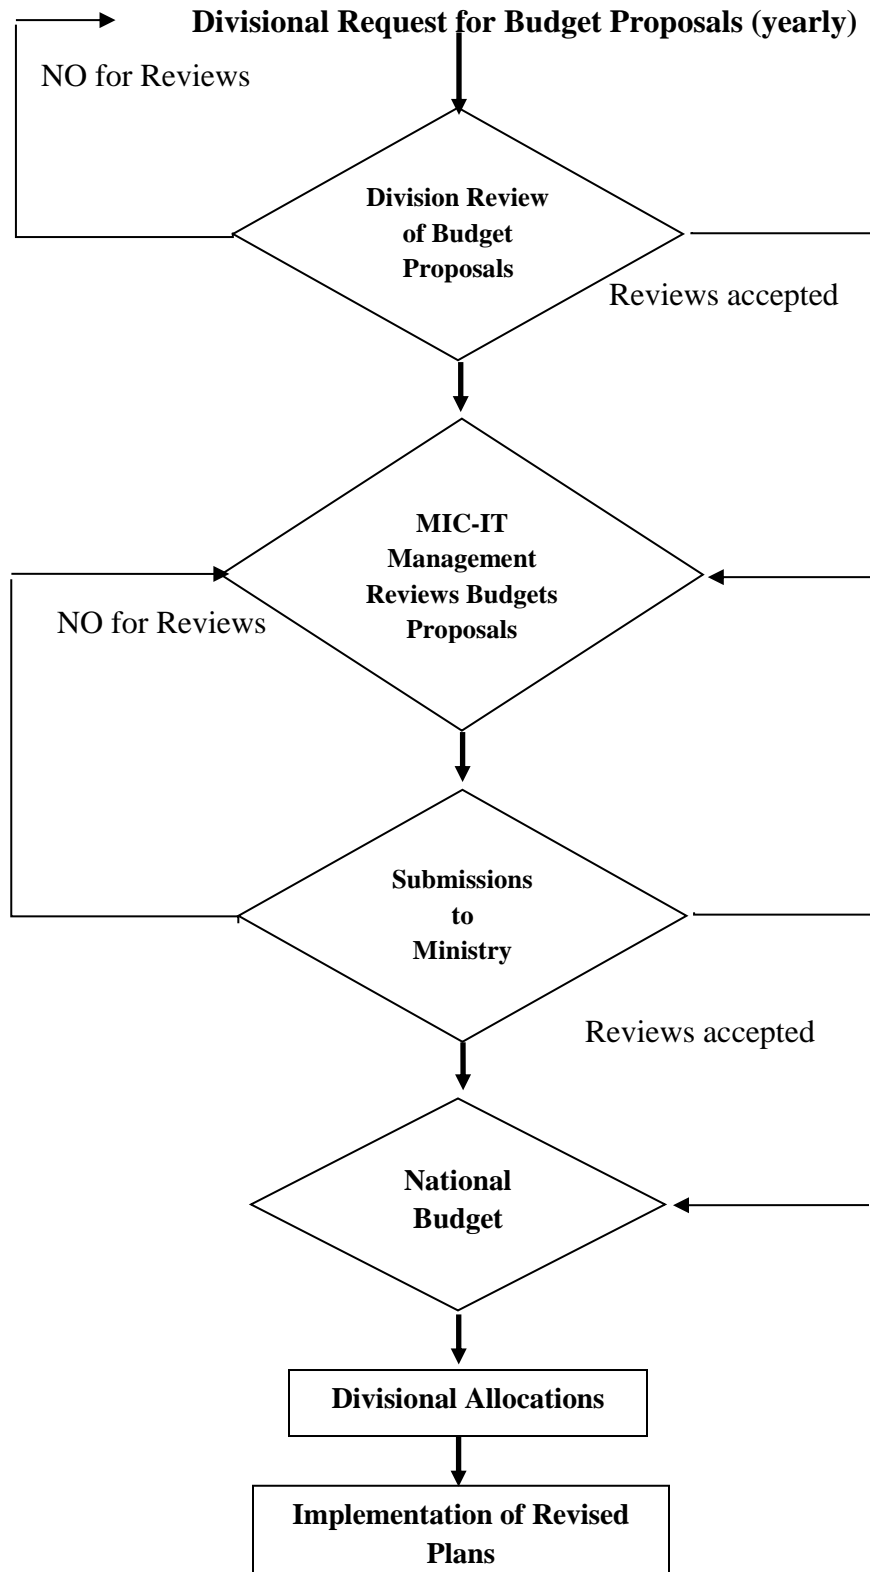 Divisional Request for Budget Proposals (yearly)
NO for Reviews
Division Review
of Budget
Proposals
Reviews accepted
MIC-IT
Management
Reviews Budgets
Proposals
NO for Reviews
Submissions
to
Ministry
Reviews accepted
National
Budget
Divisional Allocations
Implementation of Revised
Plans